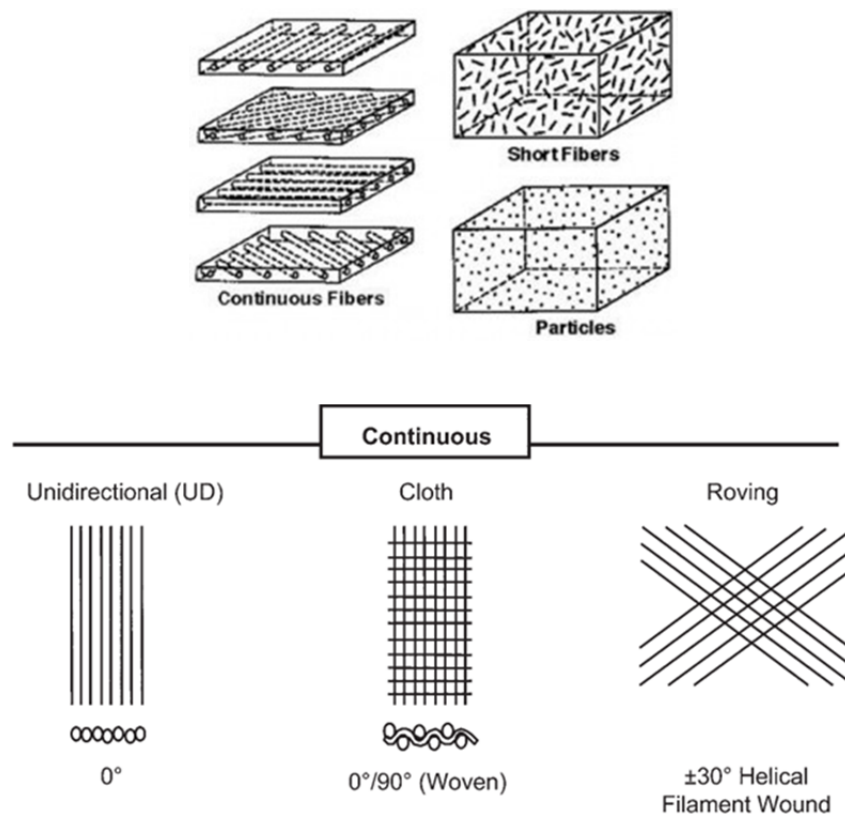 Short Fibers
Continuous Fibers
Particles
Continuous
Unidirectional (UD)
Cloth
Roving
0°
0°/90° (Woven)
±30° Helical
Filament Wound